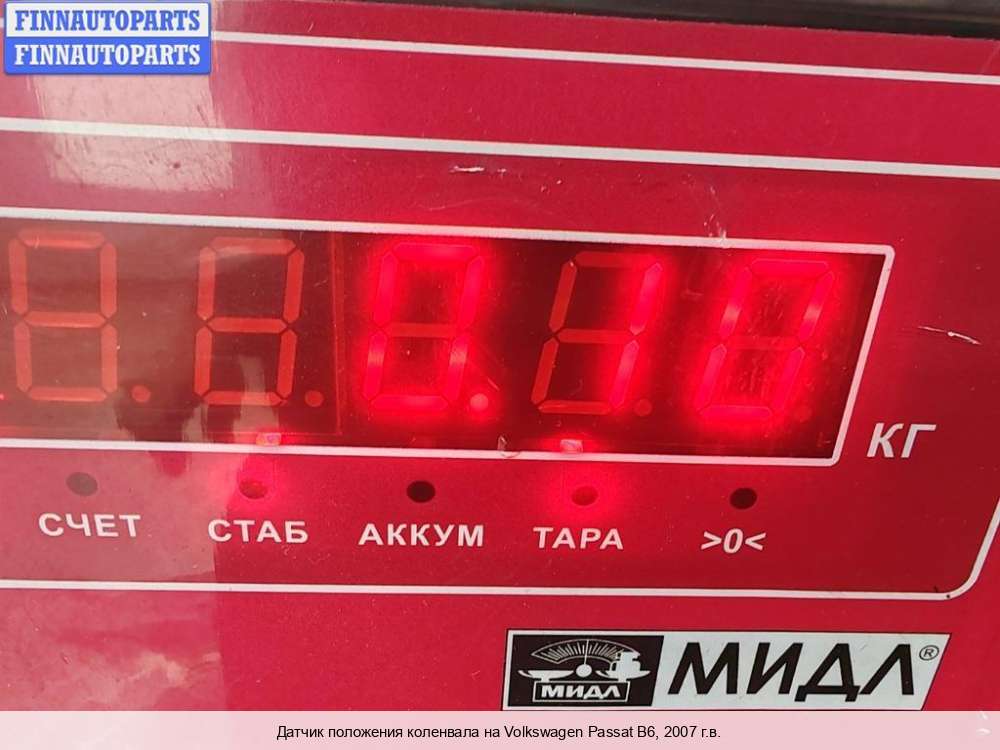 FINNAUTOPARTS
FINNAUTOPARTS
0.10
КГ
СЧЕТ СТАБ АККУМ ТАРА >0<
МИДЛ МИДЛ®
Датчик положения коленвала на Volkswagen Passat B6, 2007 г.в.